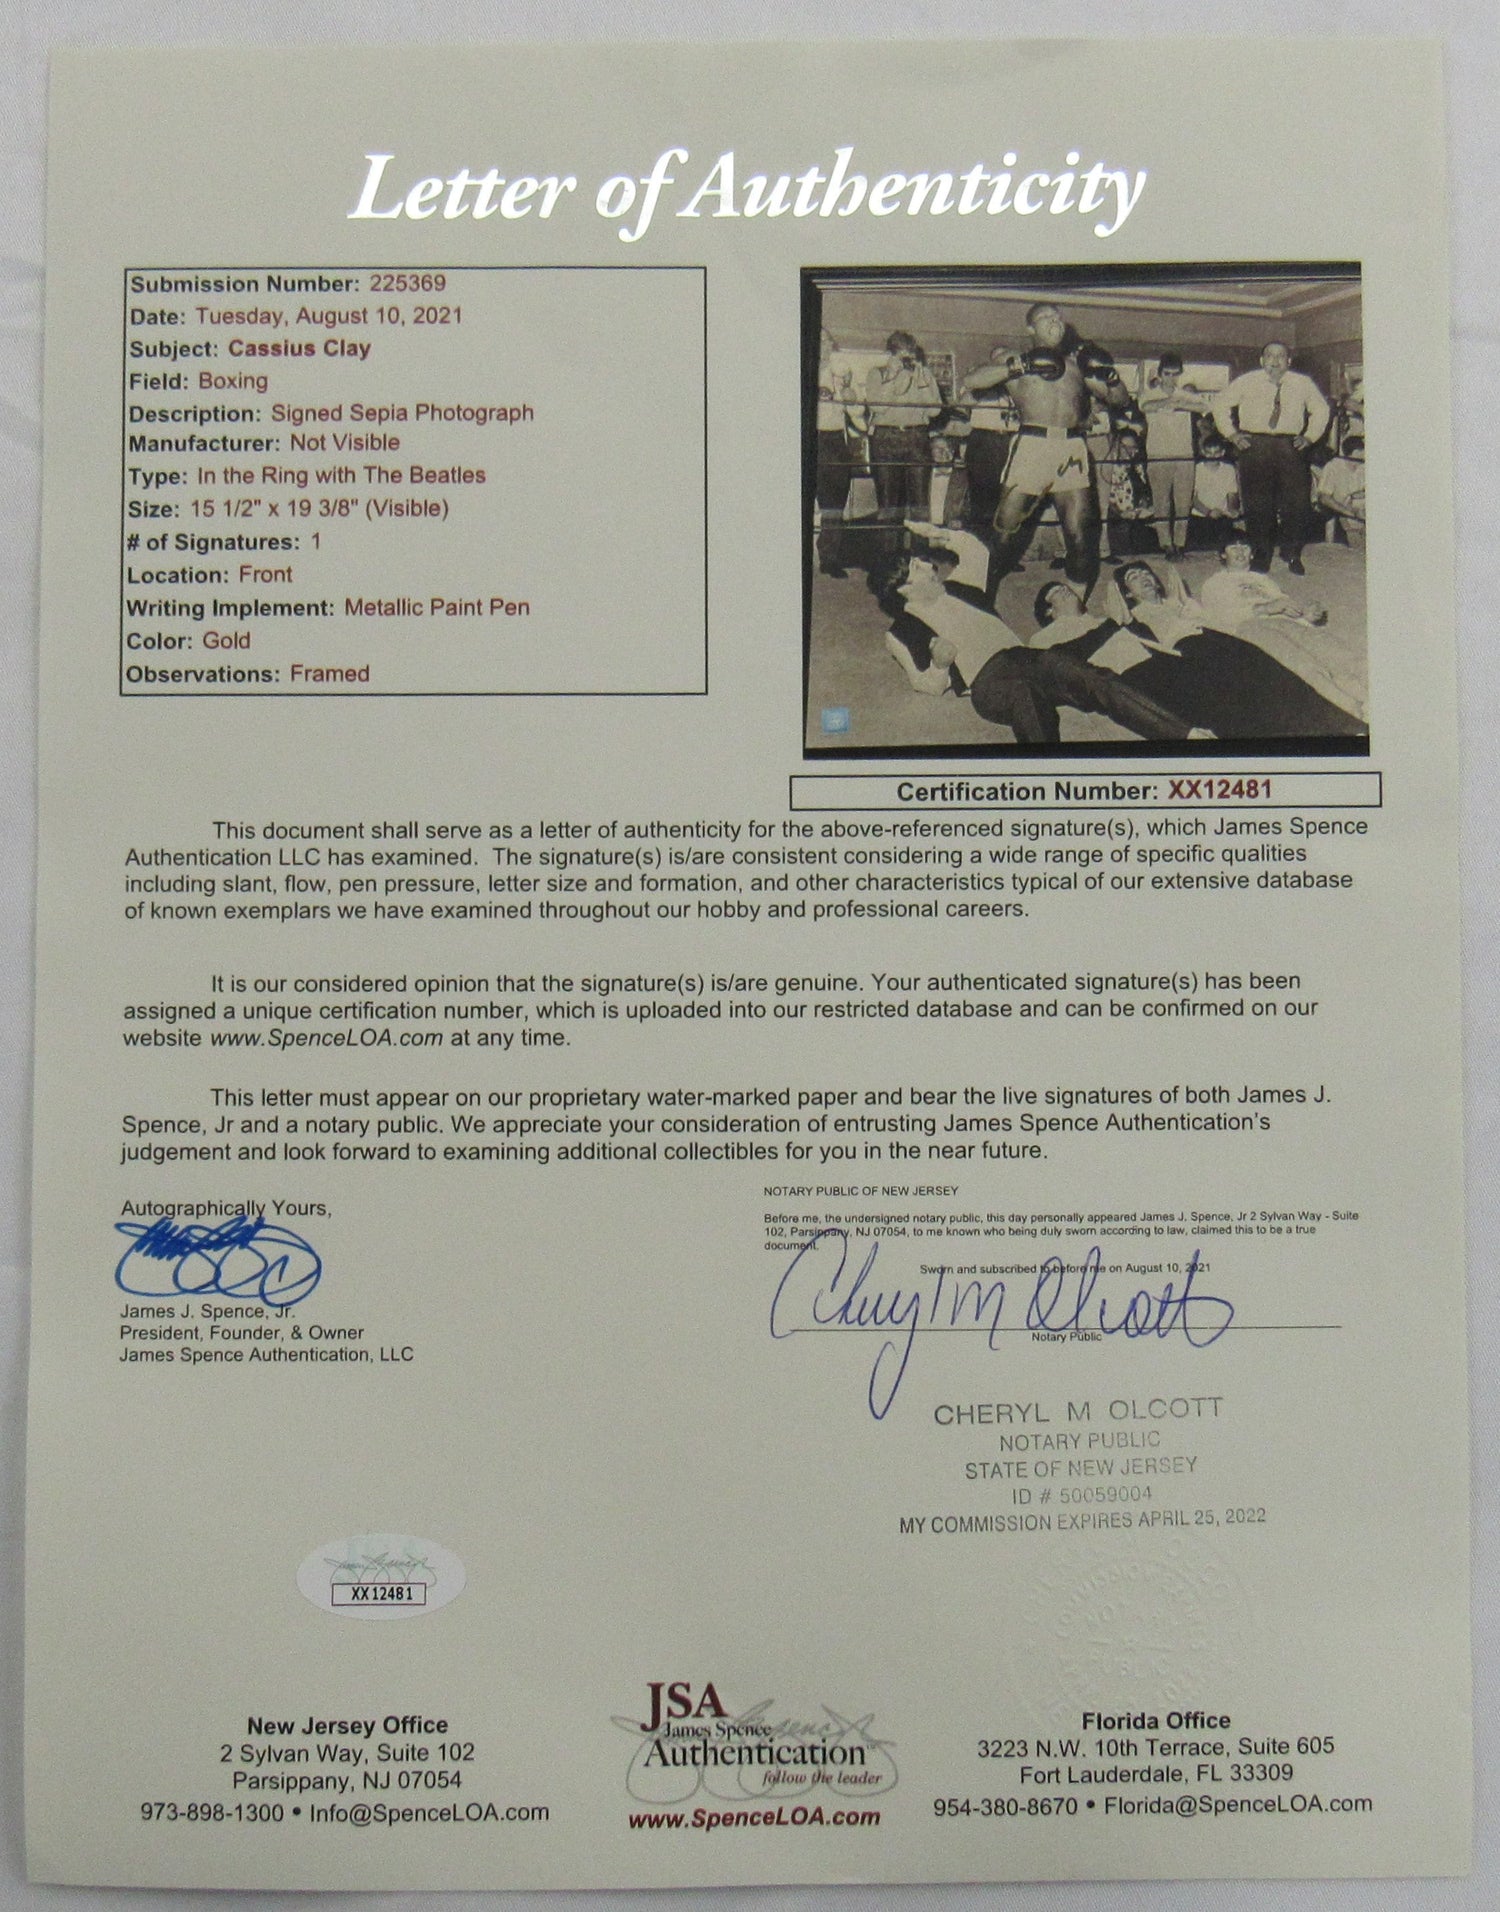 Letter of Authenticity
Submission Number: 225369
Date: Tuesday, August 10, 2021
Subject: Cassius Clay
Field: Boxing
Description: Signed Sepia Photograph
Manufacturer: Not Visible
Type: In the Ring with The Beatles
Size: 15 1/2" x 19 3/8" (Visible)
# of Signatures: 1
Location: Front
Writing Implement: Metallic Paint Pen
Color: Gold
Observations: Framed
Certification Number: XX12481
This document shall serve as a letter of authenticity for the above-referenced signature(s), which James Spence
Authentication LLC has examined. The signature(s) is/are consistent considering a wide range of specific qualities
including slant, flow, pen pressure, letter size and formation, and other characteristics typical of our extensive database
of known exemplars we have examined throughout our hobby and professional careers.
It is our considered opinion that the signature(s) is/are genuine. Your authenticated signature(s) has been
assigned a unique certification number, which is uploaded into our restricted database and can be confirmed on our
website www.SpenceLOA.com at any time.
This letter must appear on our proprietary water-marked paper and bear the live signatures of both James J.
Spence, Jr and a notary public. We appreciate your consideration of entrusting James Spence Authentication's
judgement and look forward to examining additional collectibles for you in the near future.
Autographically Yours,
James J. Spence, Jr.
President, Founder, & Owner
James Spence Authentication, LLC
NOTARY PUBLIC OF NEW JERSEY
Before me, the undersigned notary public, this day personally appeared James J. Spence, Jr 2 Sylvan Way - Suite
102, Parsippany, NJ 07054, to me known who being duly sworn according to law, claimed this to be a true
document.
Sworn and subscribed to before me on August 10, 2021
Cheryl M Olcott
Notary Public
CHERYL M OLCOTT
NOTARY PUBLIC
STATE OF NEW JERSEY
ID # 50059004
MY COMMISSION EXPIRES APRIL 25, 2022
XX12481
New Jersey Office
2 Sylvan Way, Suite 102
Parsippany, NJ 07054
973-898-1300 • Info@SpenceLOA.com
JSA
James Spence
Authentication™
follow the leader
www.SpenceLOA.com
Florida Office
3223 N.W. 10th Terrace, Suite 605
Fort Lauderdale, FL 33309
954-380-8670 • Florida@SpenceLOA.com